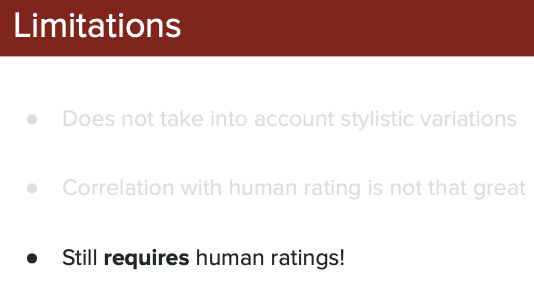 Limitations
● Does not take into account stylistic variations
● Correlation with human rating is not that great
● Still requires human ratings!